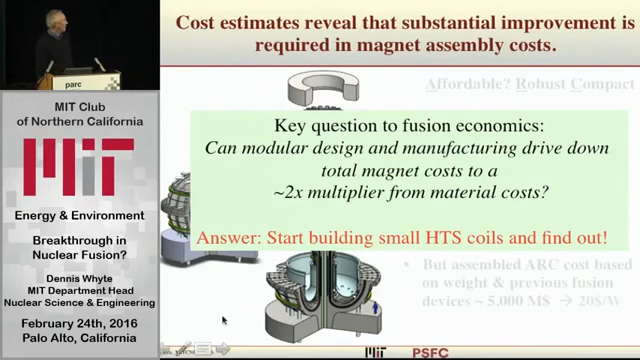 Cost estimates reveal that substantial improvement is
required in magnet assembly costs.
parc
MIT Club
of Northern California
MIT
Energy & Environment
Breakthrough in
Nuclear Fusion?
Dennis Whyte
MIT Department Head
Nuclear Science & Engineering
February 24th, 2016
Palo Alto, California
Affordable? Robust Compact
Key question to fusion economics:
Can modular design and manufacturing drive down
total magnet costs to a
~2x multiplier from material costs?
Answer: Start building small HTS coils and find out!
• But assembled ARC cost based
on weight & previous fusion
devices ~ 5,000 M$ → 20$/W
PSFC